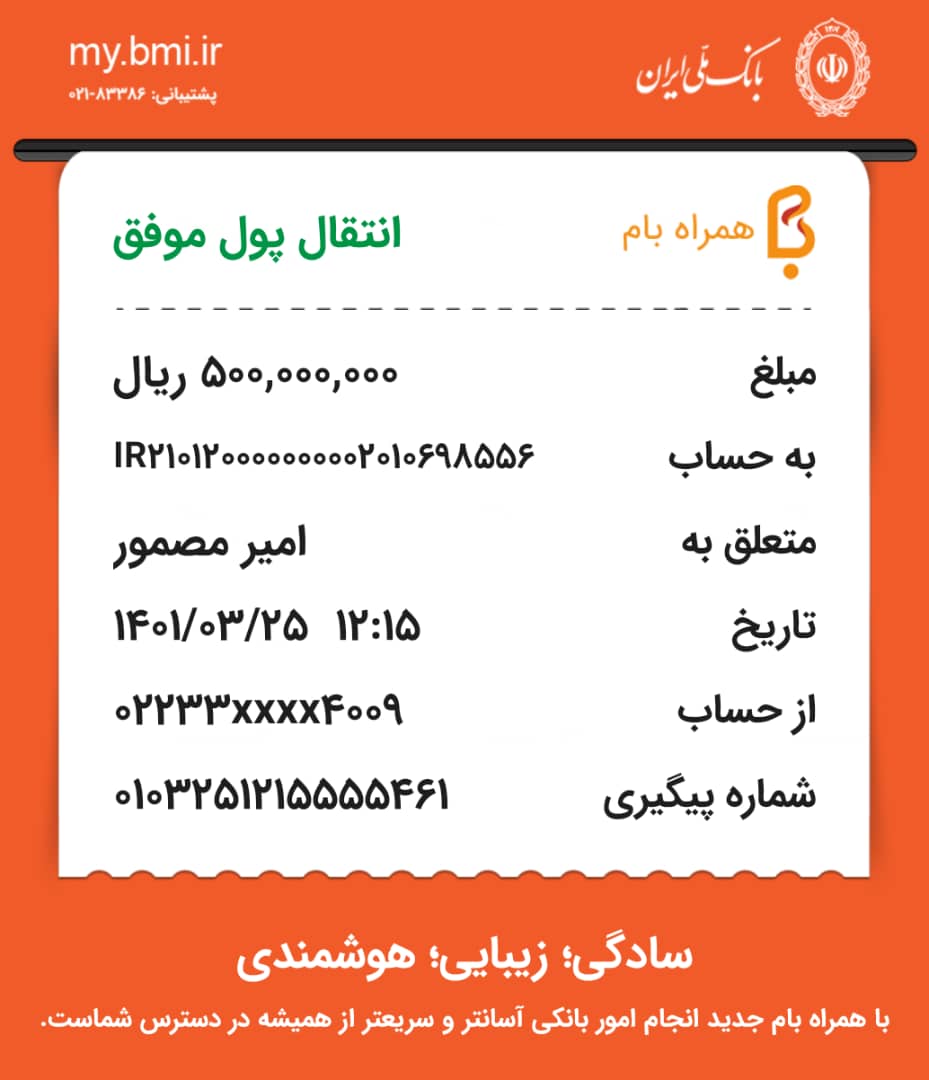 my.bmi.ir
پشتیبانی: ۸۳۳۸۶-۰۲۱
بانک ملّی ایران
همراه بام
انتقال پول موفق
مبلغ ۵۰۰,۰۰۰,۰۰۰ ریال
به حساب IR۲۱۰۱۲۰۰۰۰۰۰۰۰۰۲۰۱۰۶۹۸۵۵۶
متعلق به امیر مصمور
تاریخ ۱۴۰۱/۰۳/۲۵ ۱۲:۱۵
از حساب ۰۲۲۳۳xxxx۴۰۰۹
شماره پیگیری ۰۱۰۳۲۵۱۲۱۵۵۵۵۴۶۱
سادگی؛ زیبایی؛ هوشمندی
با همراه بام جدید انجام امور بانکی آسانتر و سریعتر از همیشه در دسترس شماست.